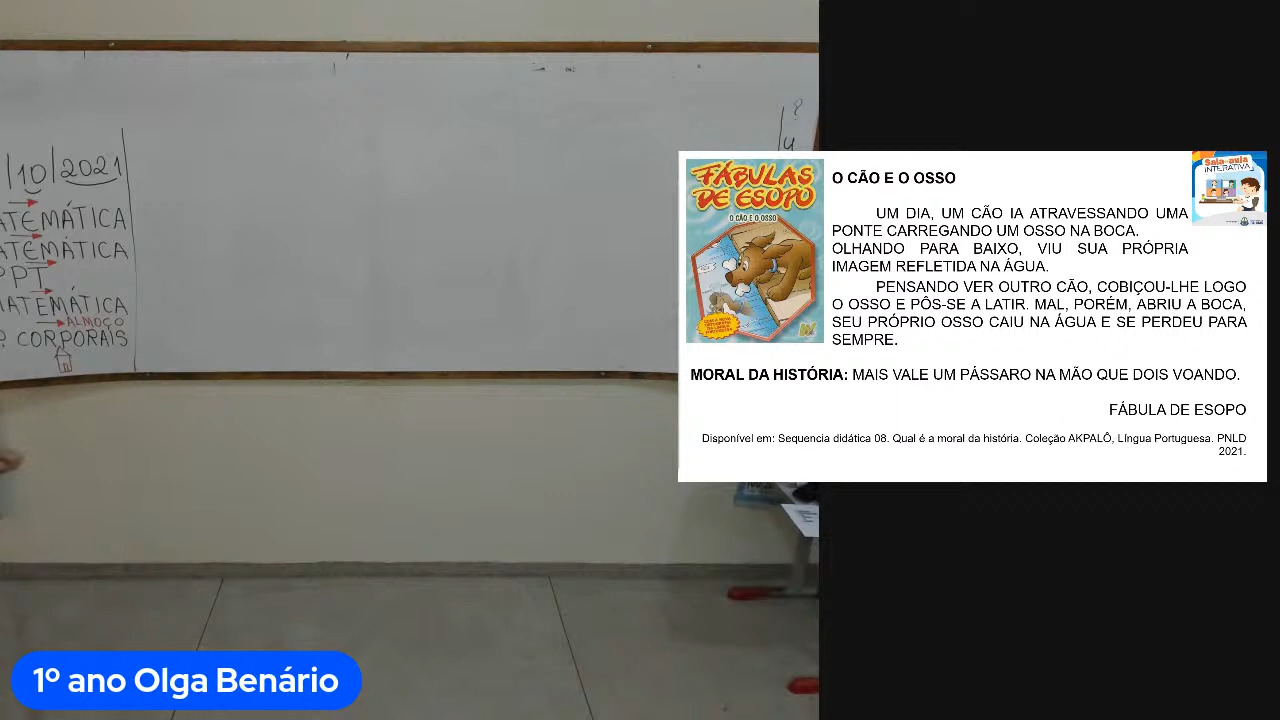 10|2021
ATEMÁTICA
ATEMÁTICA
PPT
MATEMÁTICA
ALMOÇO
CORPORAIS
?
4
FÁBULAS
DE ESOPO
O CÃO E O OSSO
O CÃO E O OSSO
Sala de aula
INTERATIVA
UM DIA, UM CÃO IA ATRAVESSANDO UMA
PONTE CARREGANDO UM OSSO NA BOCA.
OLHANDO PARA BAIXO, VIU SUA PRÓPRIA
IMAGEM REFLETIDA NA ÁGUA.
PENSANDO VER OUTRO CÃO, COBIÇOU-LHE LOGO
O OSSO E PÔS-SE A LATIR. MAL, PORÉM, ABRIU A BOCA,
SEU PRÓPRIO OSSO CAIU NA ÁGUA E SE PERDEU PARA
SEMPRE.
MORAL DA HISTÓRIA: MAIS VALE UM PÁSSARO NA MÃO QUE DOIS VOANDO.
FÁBULA DE ESOPO
Disponível em: Sequencia didática 08. Qual é a moral da história. Coleção AKPALÔ, Língua Portuguesa. PNLD
2021.
1º ano Olga Benário